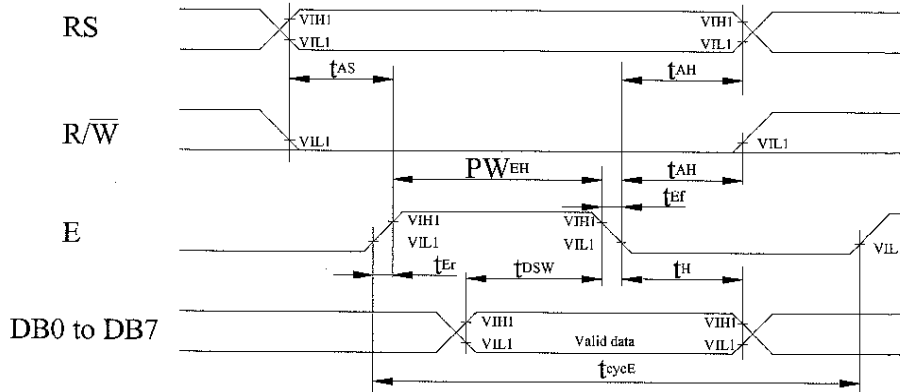 RS
VIH1
VIL1
VIH1
VIL1
tAS
tAH
R/W̅
VIL1
VIL1
PWEH
tAH
tEf
E
VIH1
VIL1
VIH1
VIL1
VIL
tEr
tDSW
tH
DB0 to DB7
VIH1
VIL1
Valid data
VIH1
VIL1
tcycE